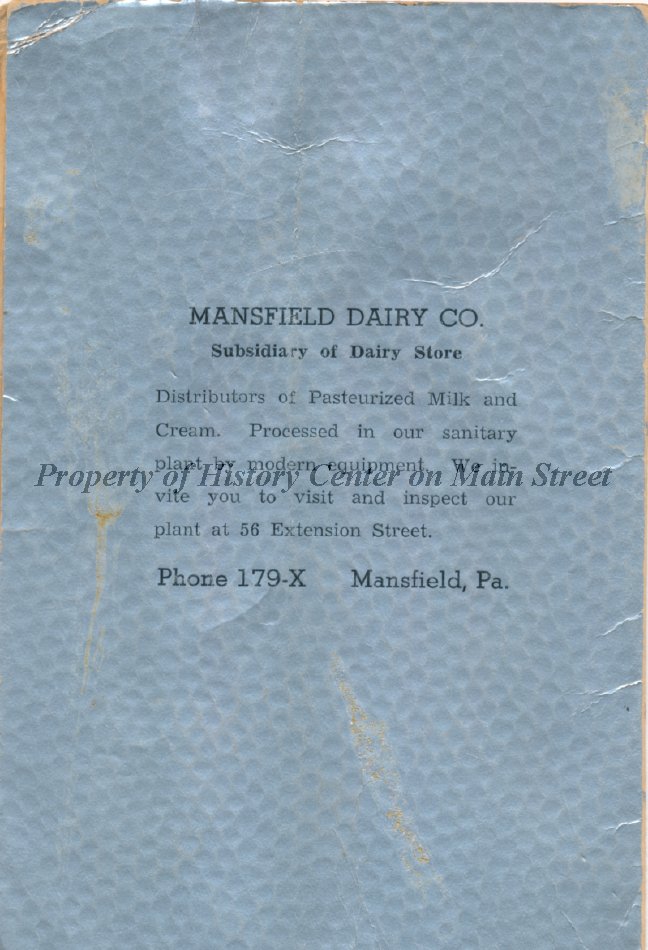 MANSFIELD DAIRY CO.
Subsidiary of Dairy Store
Distributors of Pasteurized Milk and
Cream. Processed in our sanitary
plant by modern equipment. We in-
Property of History Center on Main Street
vite you to visit and inspect our
plant at 56 Extension Street.
Phone 179-X Mansfield, Pa.